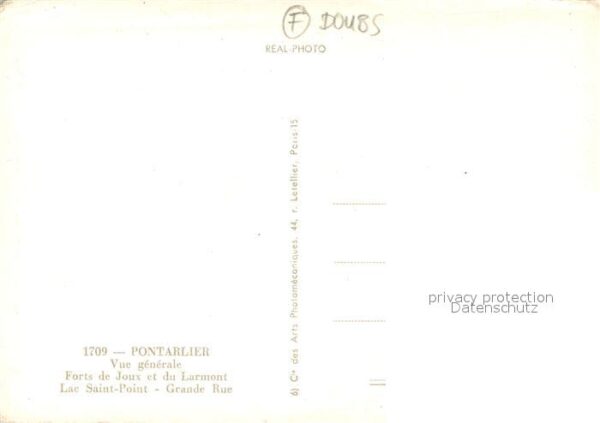 F DOUBS
REAL-PHOTO
6) Cie des Arts Photomécaniques, 44, r. Letellier, Paris-15
privacy protection
Datenschutz
1709 — PONTARLIER
Vue générale
Forts de Joux et du Larmont
Lac Saint-Point - Grande Rue